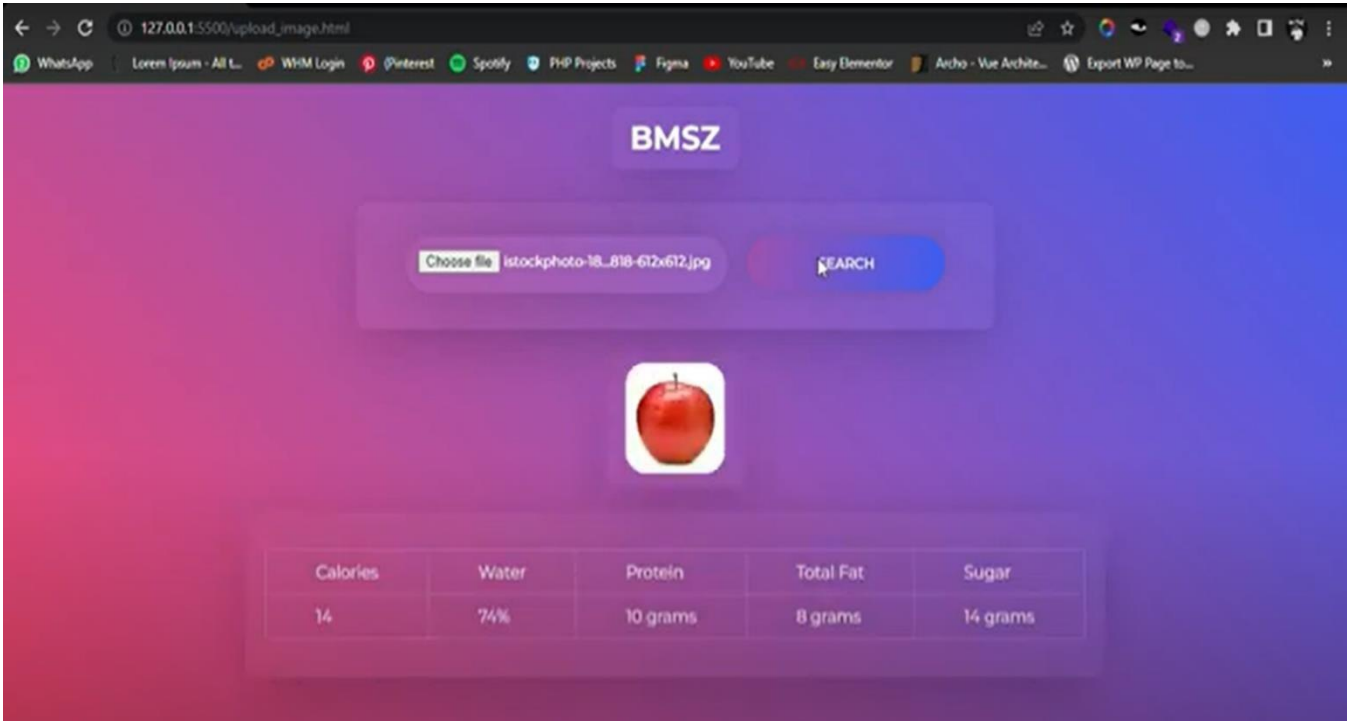 127.0.0.1:5500/upload_image.html
WhatsApp Lorem Ipsum - All t... WHM Login (Pinterest Spotify PHP Projects Figma YouTube Easy Elementor Archo - Vue Archite... Export WP Page to... »
BMSZ
Choose file istockphoto-18...818-612x612.jpg SEARCH
Calories Water Protein Total Fat Sugar
14 74% 10 grams 8 grams 14 grams